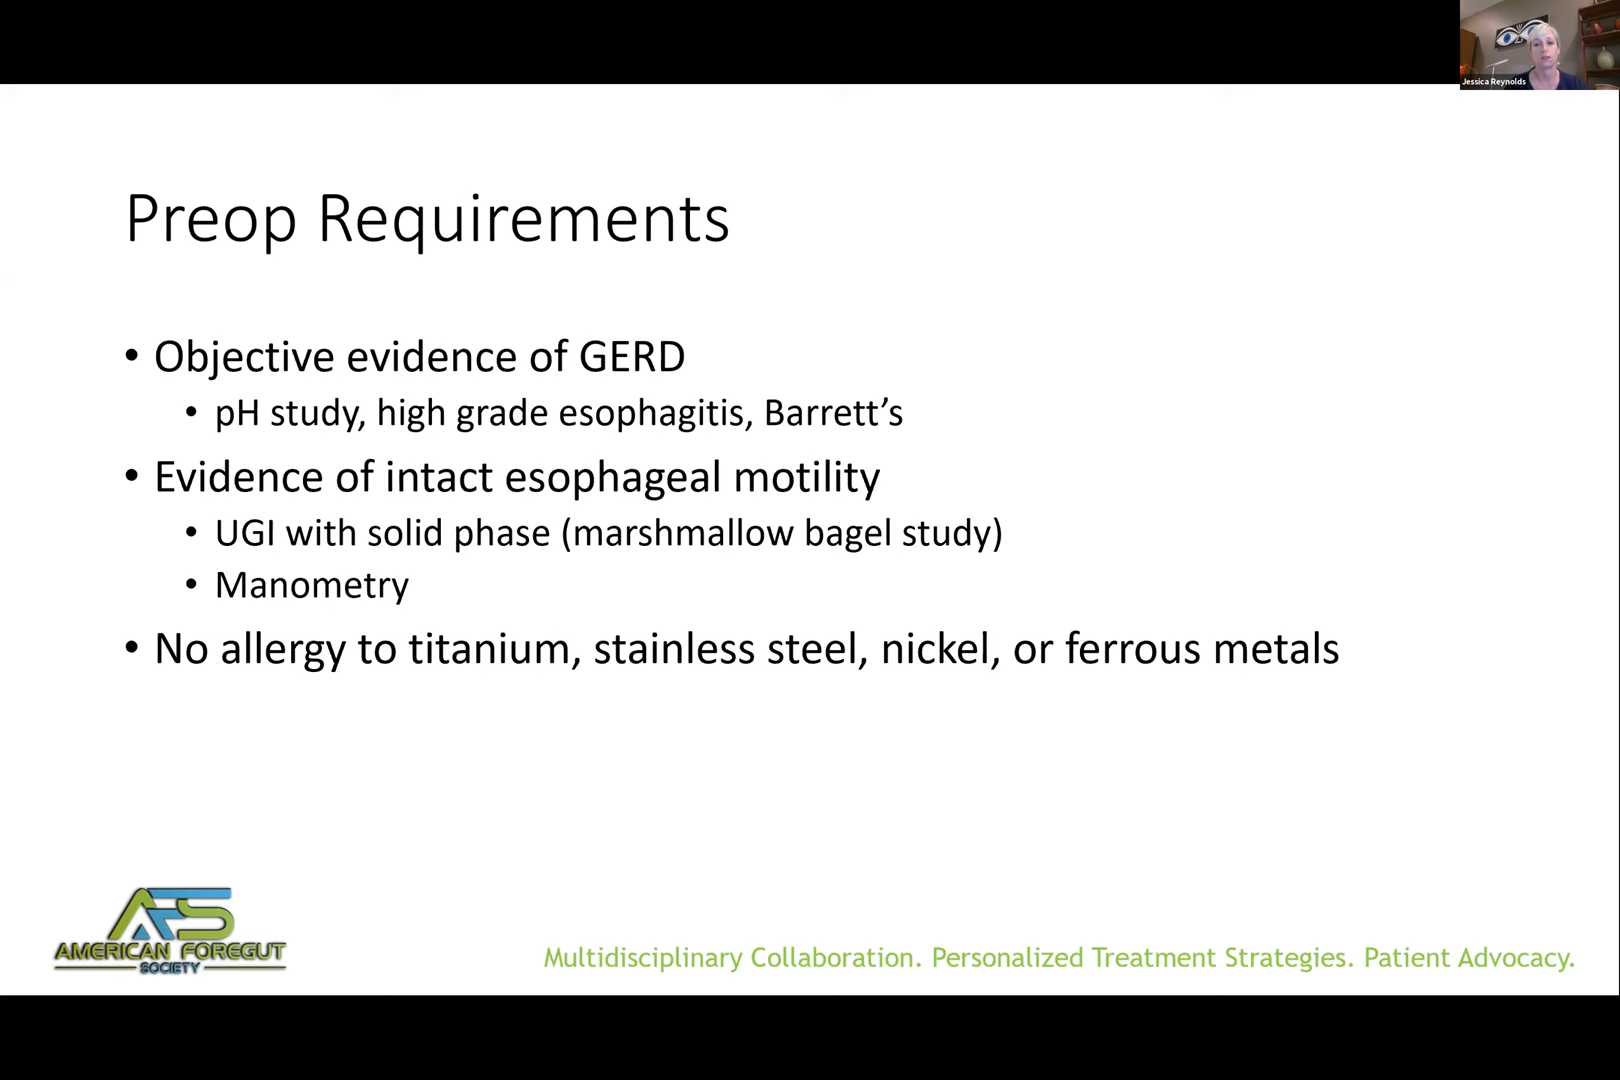 Jessica Reynolds
Preop Requirements
• Objective evidence of GERD
• pH study, high grade esophagitis, Barrett’s
• Evidence of intact esophageal motility
• UGI with solid phase (marshmallow bagel study)
• Manometry
• No allergy to titanium, stainless steel, nickel, or ferrous metals
AFS
AMERICAN FOREGUT
SOCIETY
Multidisciplinary Collaboration. Personalized Treatment Strategies. Patient Advocacy.